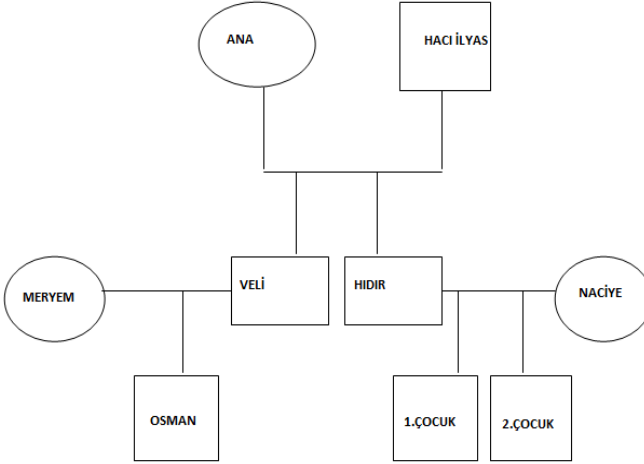 ANA
HACI İLYAS
MERYEM
VELİ
HIDIR
NACİYE
OSMAN
1.ÇOCUK
2.ÇOCUK